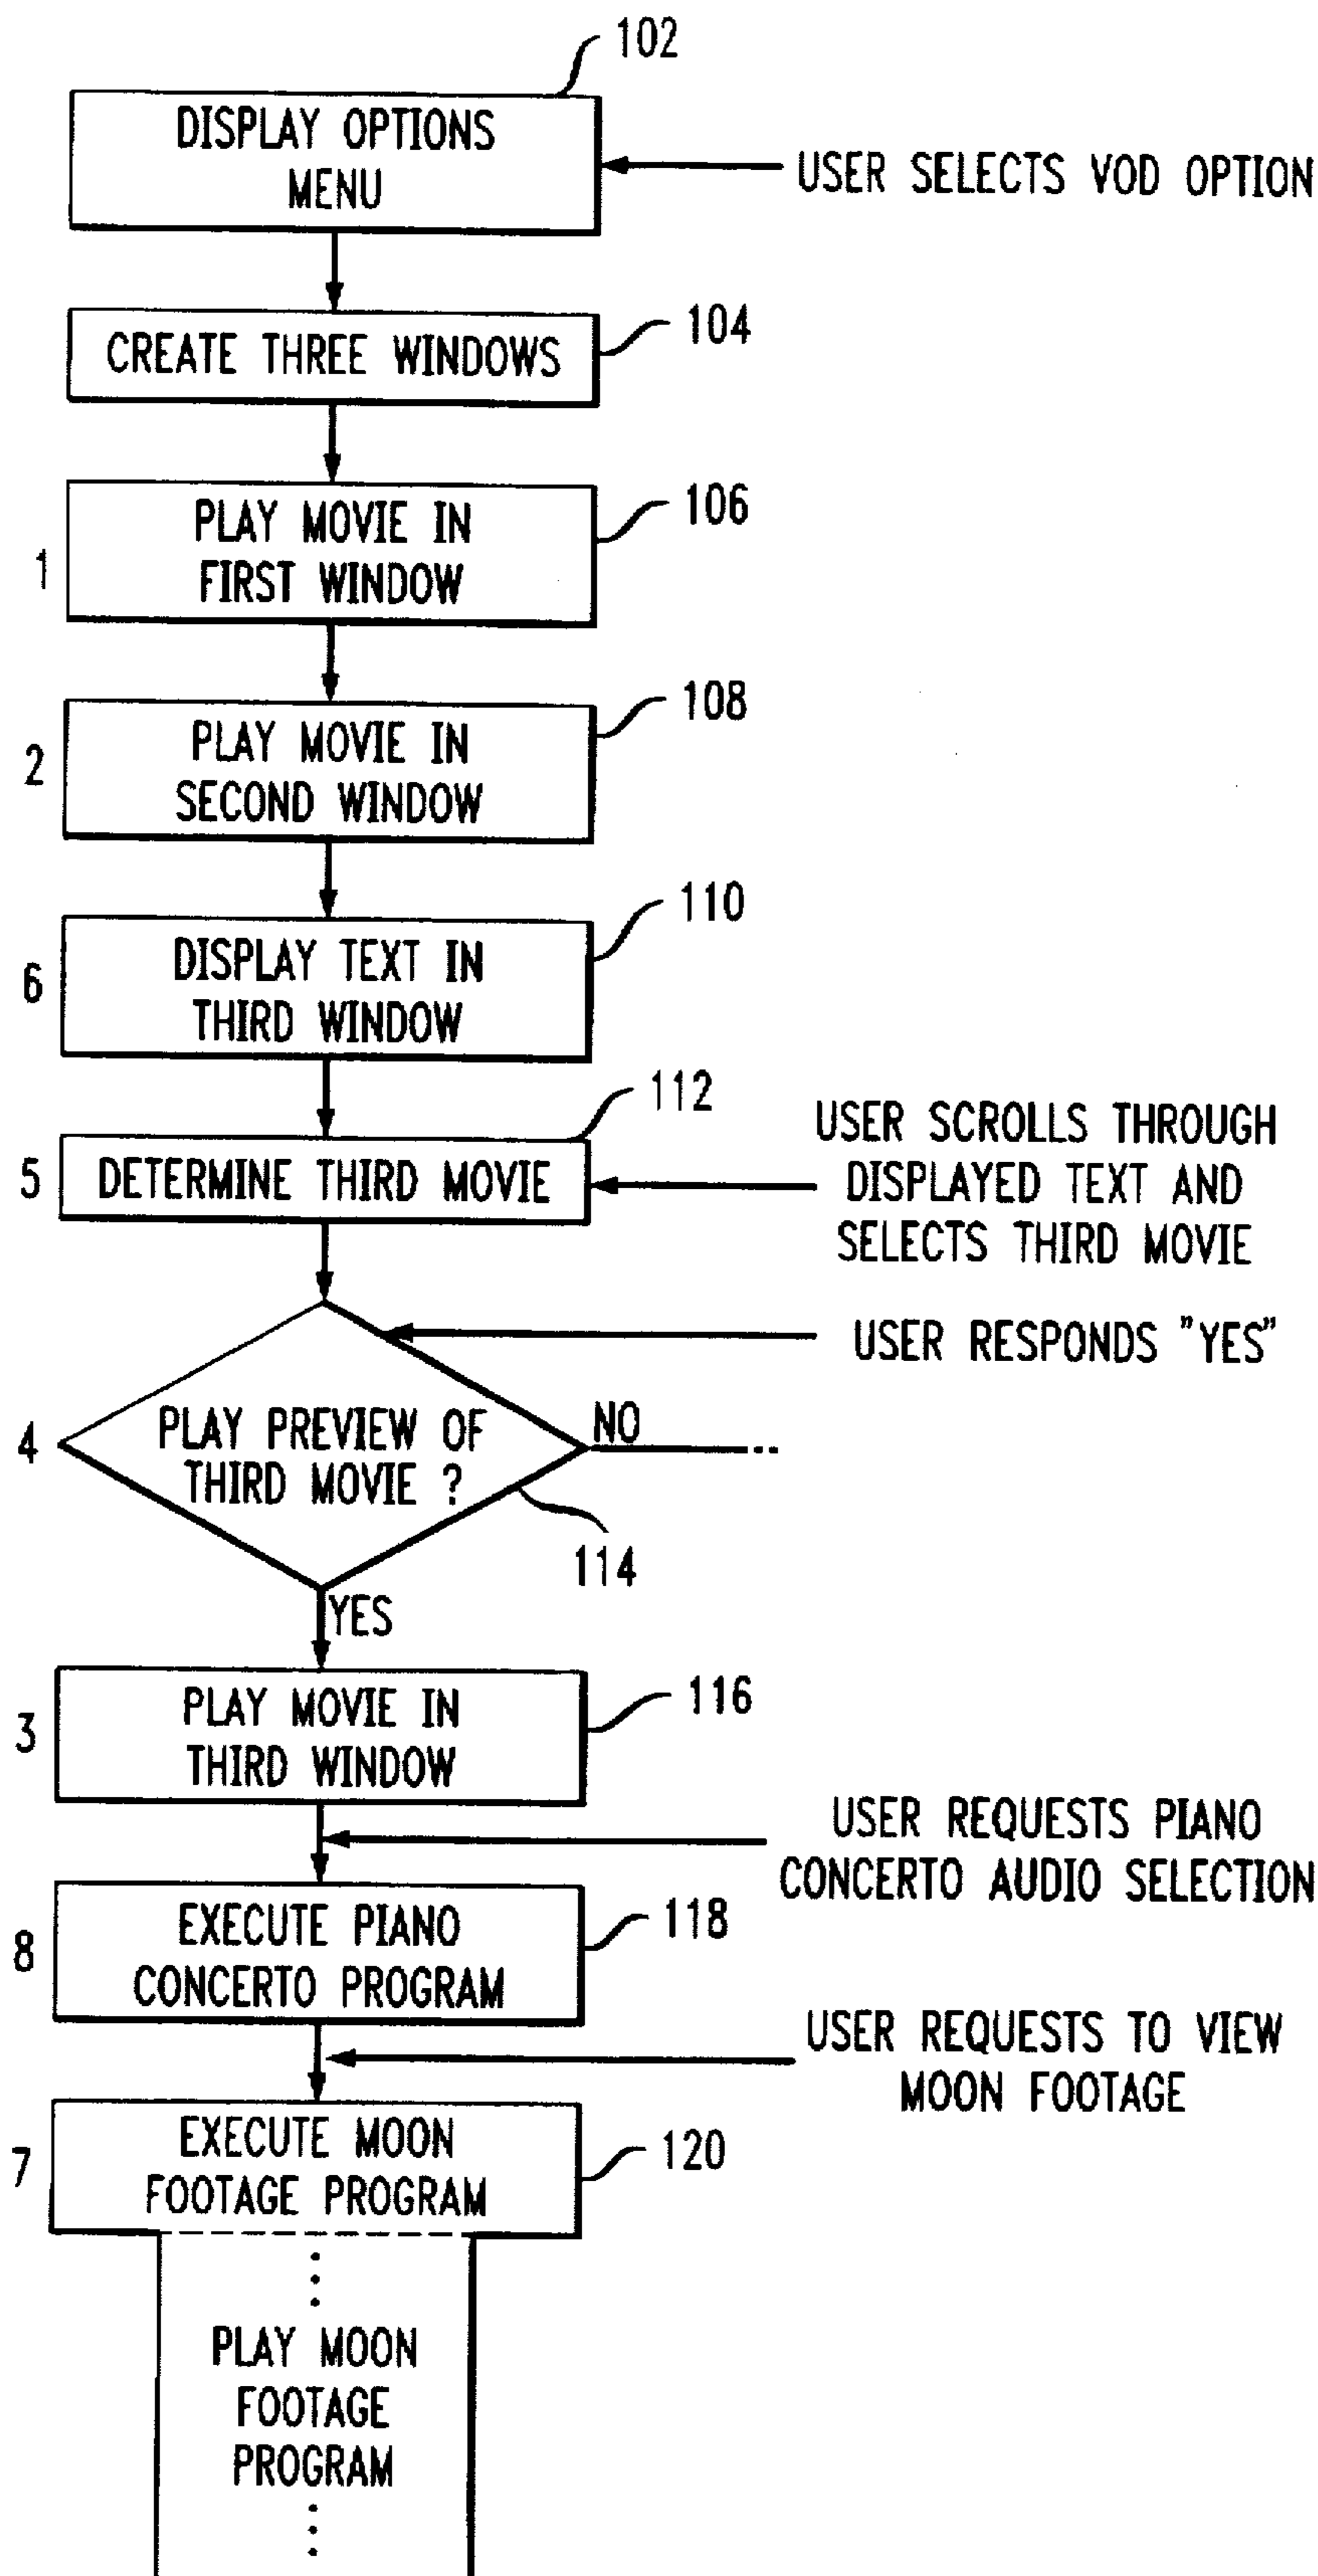 102
DISPLAY OPTIONS
MENU
USER SELECTS VOD OPTION
CREATE THREE WINDOWS
104
1
PLAY MOVIE IN
FIRST WINDOW
106
2
PLAY MOVIE IN
SECOND WINDOW
108
6
DISPLAY TEXT IN
THIRD WINDOW
110
112
5
DETERMINE THIRD MOVIE
USER SCROLLS THROUGH
DISPLAYED TEXT AND
SELECTS THIRD MOVIE
USER RESPONDS "YES"
4
PLAY PREVIEW OF
THIRD MOVIE ?
NO
114
YES
3
PLAY MOVIE IN
THIRD WINDOW
116
USER REQUESTS PIANO
CONCERTO AUDIO SELECTION
8
EXECUTE PIANO
CONCERTO PROGRAM
118
USER REQUESTS TO VIEW
MOON FOOTAGE
7
EXECUTE MOON
FOOTAGE PROGRAM
120
PLAY MOON
FOOTAGE
PROGRAM